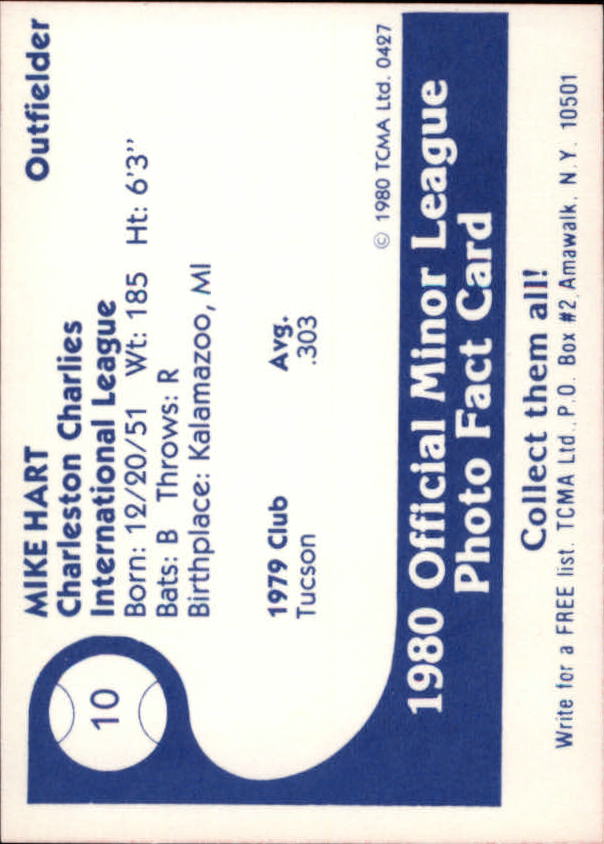 MIKE HART Outfielder
Charleston Charlies
International League
Born: 12/20/51 Wt: 185 Ht: 6'3"
Bats: B Throws: R
Birthplace: Kalamazoo, MI
1979 Club Avg.
Tucson .303
10
© 1980 TCMA Ltd. 0427
1980 Official Minor League
Photo Fact Card
Collect them all!
Write for a FREE list. TCMA Ltd., P.O. Box #2, Amawalk, N.Y. 10501